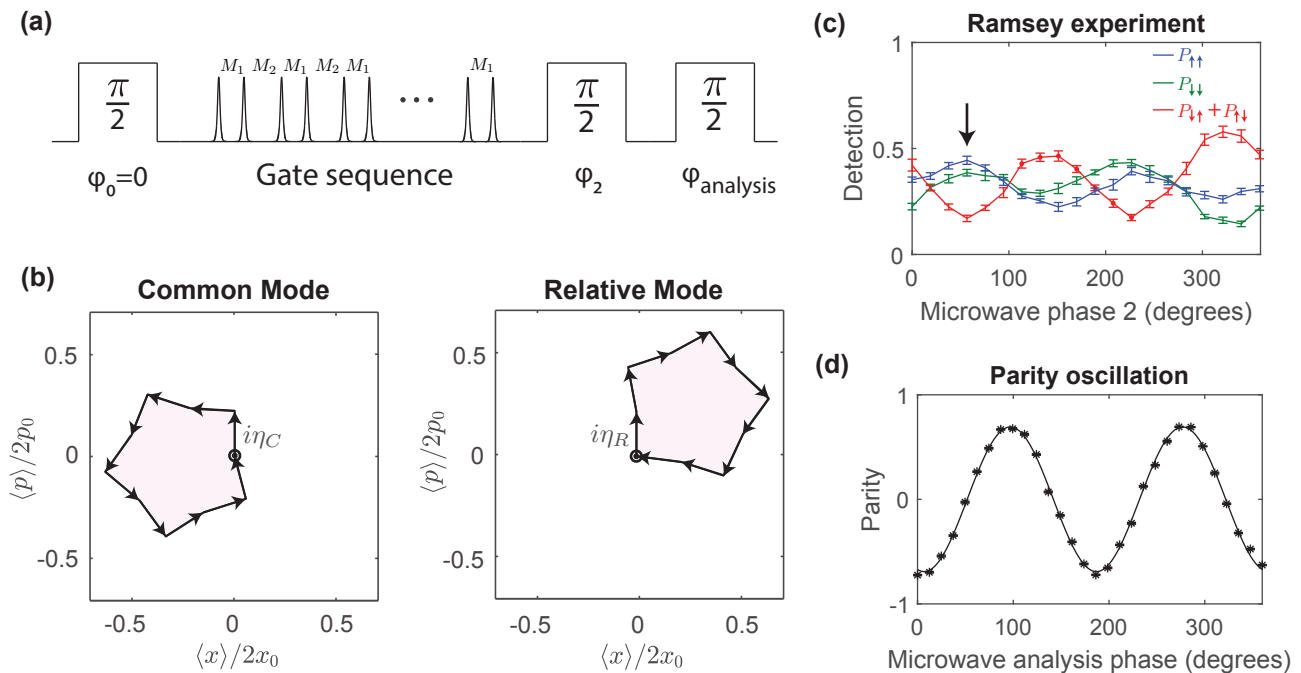 (a)
M₁ M₂ M₁ M₂ M₁ M₁
π/2 π/2 π/2
• • •
φ₀=0 Gate sequence φ₂ φanalysis
(b)
Common Mode
⟨p⟩/2p₀
0.5
0
-0.5
iηC
-0.5 0 0.5
⟨x⟩/2x₀
Relative Mode
⟨p⟩/2p₀
0.5
0
-0.5
iηR
-0.5 0 0.5
⟨x⟩/2x₀
(c)
Ramsey experiment
Detection
1
0.5
0
P↑↑
P↓↓
P↓↑ + P↑↓
0 100 200 300
Microwave phase 2 (degrees)
(d)
Parity oscillation
Parity
1
0
-1
0 100 200 300
Microwave analysis phase (degrees)